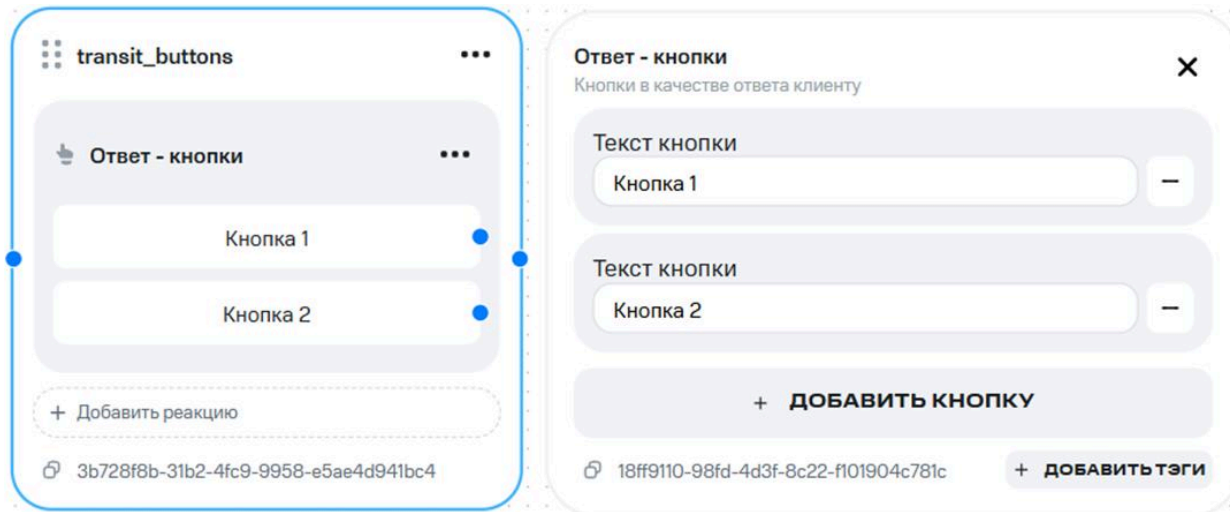 transit_buttons
Ответ - кнопки
Кнопка 1
Кнопка 2
+ Добавить реакцию
3b728f8b-31b2-4fc9-9958-e5ae4d941bc4
Ответ - кнопки
Кнопки в качестве ответа клиенту
Текст кнопки
Кнопка 1
Текст кнопки
Кнопка 2
+ ДОБАВИТЬ КНОПКУ
18ff9110-98fd-4d3f-8c22-f101904c781c
+ ДОБАВИТЬ ТЭГИ